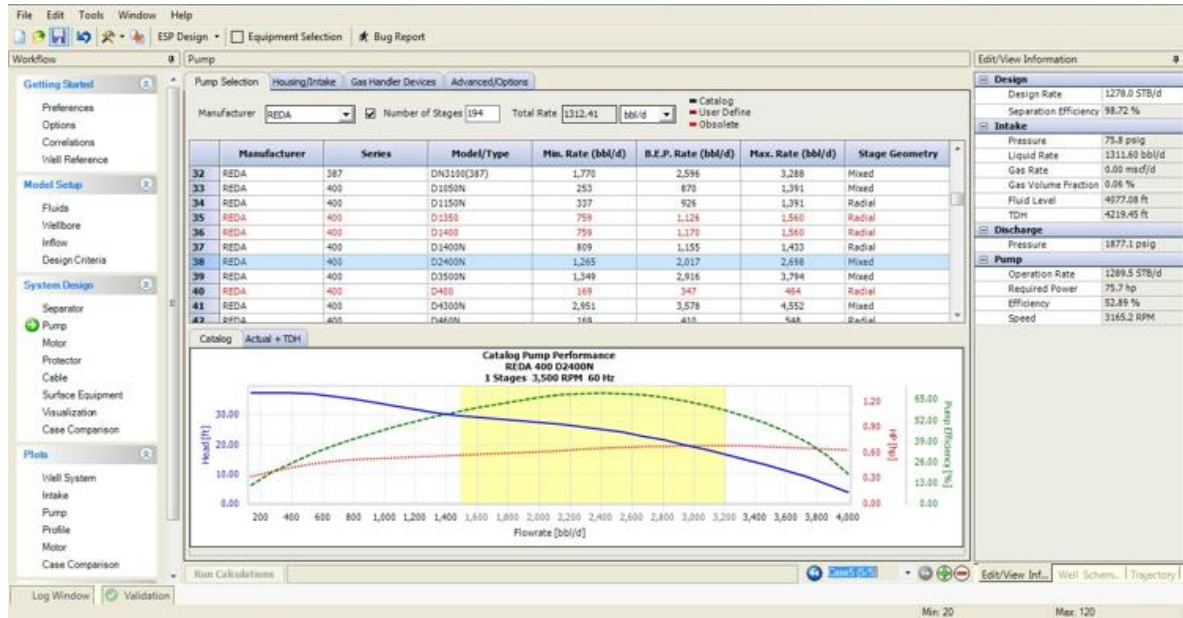 File Edit Tools Window Help
ESP Design Equipment Selection Bug Report
Workflow
Getting Started
Preferences
Options
Correlations
Well Reference
Model Setup
Fluids
Wellbore
Inflow
Design Criteria
System Design
Separator
Pump
Motor
Protector
Cable
Surface Equipment
Visualization
Case Comparison
Plots
Well System
Intake
Pump
Profile
Motor
Case Comparison
Pump
Pump Selection Housing/Intake Gas Handler Devices Advanced/Options
Manufacturer REDA Number of Stages 194 Total Rate 1312.41 bbl/d
Catalog
User Define
Obsolete
Manufacturer Series Model/Type Min. Rate (bbl/d) B.E.P. Rate (bbl/d) Max. Rate (bbl/d) Stage Geometry
32 REDA 387 DN3100(387) 1,770 2,596 3,288 Mixed
33 REDA 400 D1050N 253 870 1,391 Mixed
34 REDA 400 D1150N 337 926 1,391 Radial
35 REDA 400 D1350 759 1,126 1,560 Radial
36 REDA 400 D1400 759 1,170 1,560 Radial
37 REDA 400 D1400N 809 1,155 1,433 Radial
38 REDA 400 D2400N 1,265 2,017 2,698 Mixed
39 REDA 400 D3500N 1,349 2,916 3,794 Mixed
40 REDA 400 D400 169 347 464 Radial
41 REDA 400 D4300N 2,951 3,578 4,552 Mixed
42 REDA 400 D460N 169 410 548 Radial
Catalog Actual + TDH
Catalog Pump Performance
REDA 400 D2400N
1 Stages 3,500 RPM 60 Hz
Head [ft]
30.00
20.00
10.00
0.00
1.20
0.90
0.60
0.30
0.00
HP [hp]
65.00
52.00
39.00
26.00
13.00
0.00
Pump Efficiency [%]
200 400 600 800 1,000 1,200 1,400 1,600 1,800 2,000 2,200 2,400 2,600 2,800 3,000 3,200 3,400 3,600 3,800 4,000
Flowrate [bbl/d]
Run Calculations Case5 (5/5)
Edit/View Information
Design
Design Rate 1278.0 STB/d
Separation Efficiency 98.72 %
Intake
Pressure 75.8 psig
Liquid Rate 1311.60 bbl/d
Gas Rate 0.00 mscf/d
Gas Volume Fraction 0.06 %
Fluid Level 4077.08 ft
TDH 4219.45 ft
Discharge
Pressure 1877.1 psig
Pump
Operation Rate 1289.5 STB/d
Required Power 75.7 hp
Efficiency 52.89 %
Speed 3165.2 RPM
Edit/View Inf... Well Schem... Trajectory
Log Window Validation
Min: 20 Max: 120